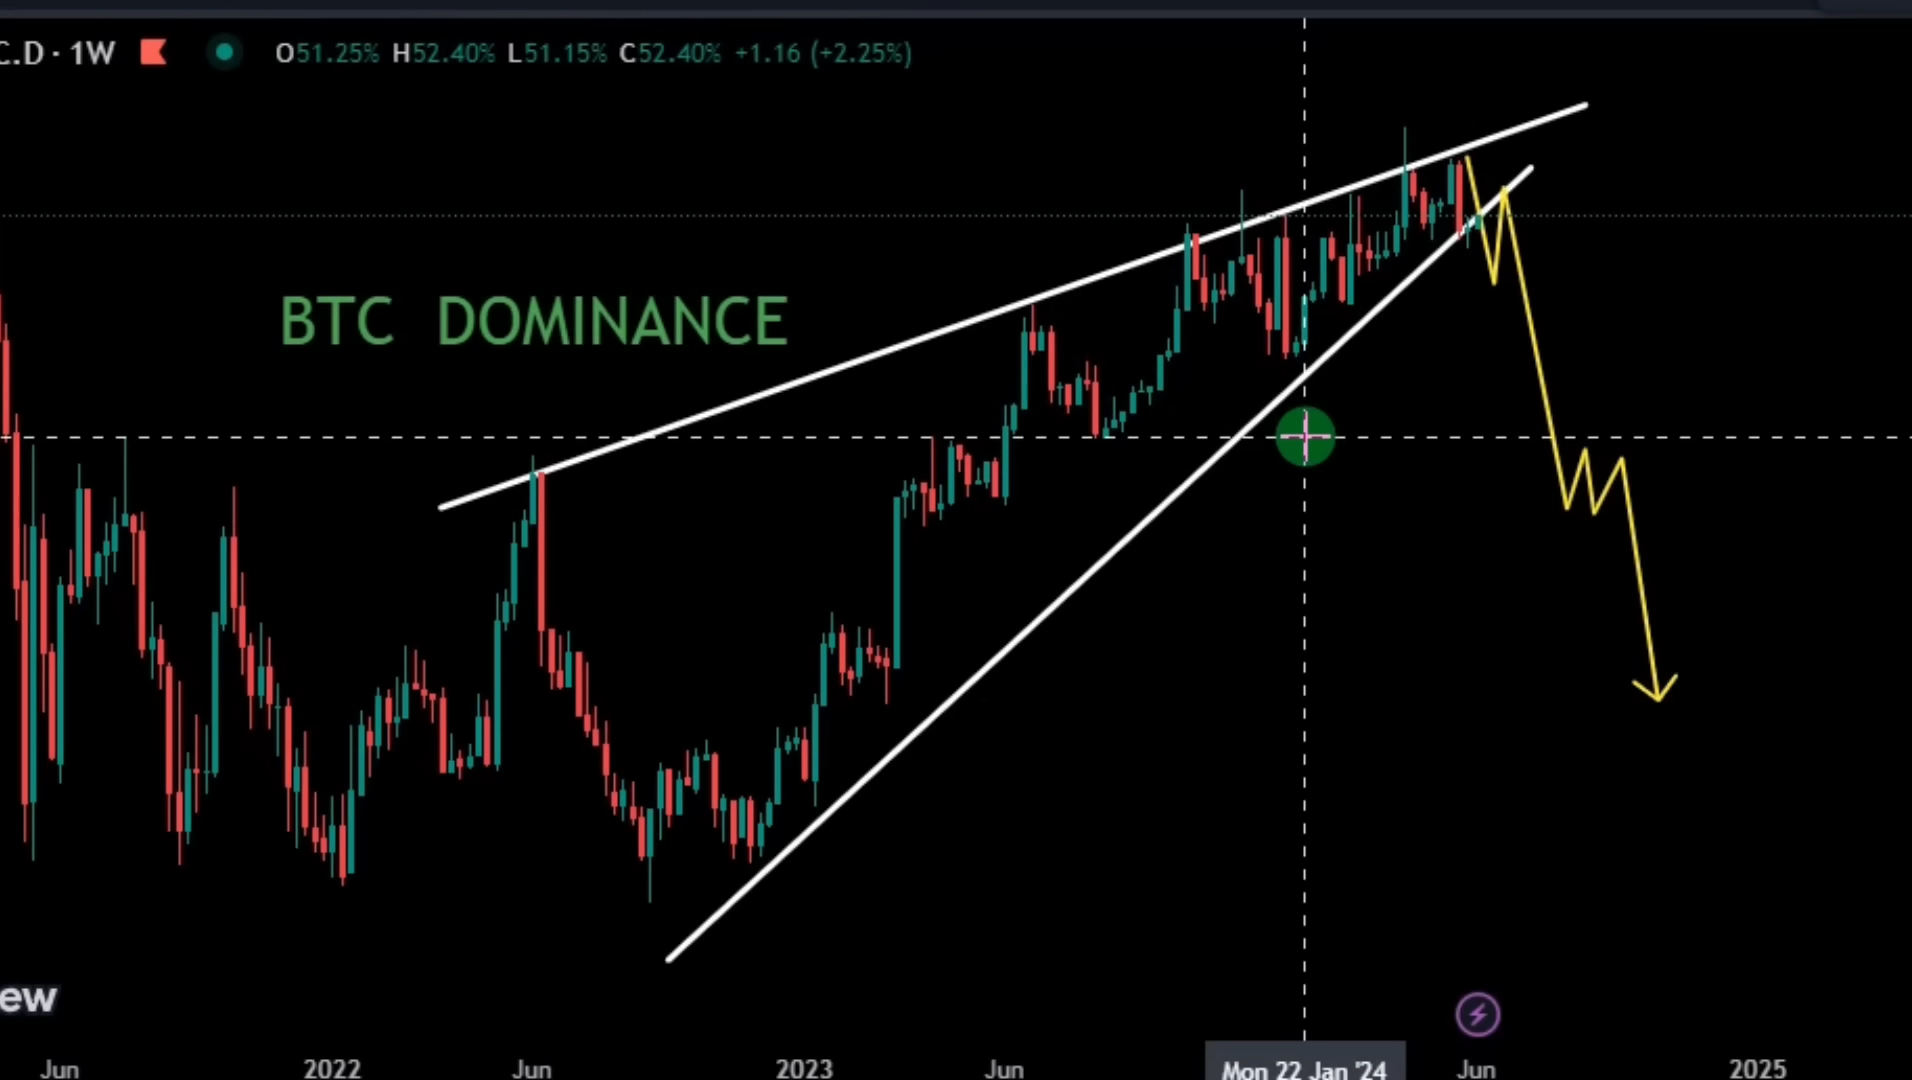 C.D · 1W O51.25% H52.40% L51.15% C52.40% +1.16 (+2.25%)
BTC DOMINANCE
ew
Jun 2022 Jun 2023 Jun Mon 22 Jan '24 Jun 2025